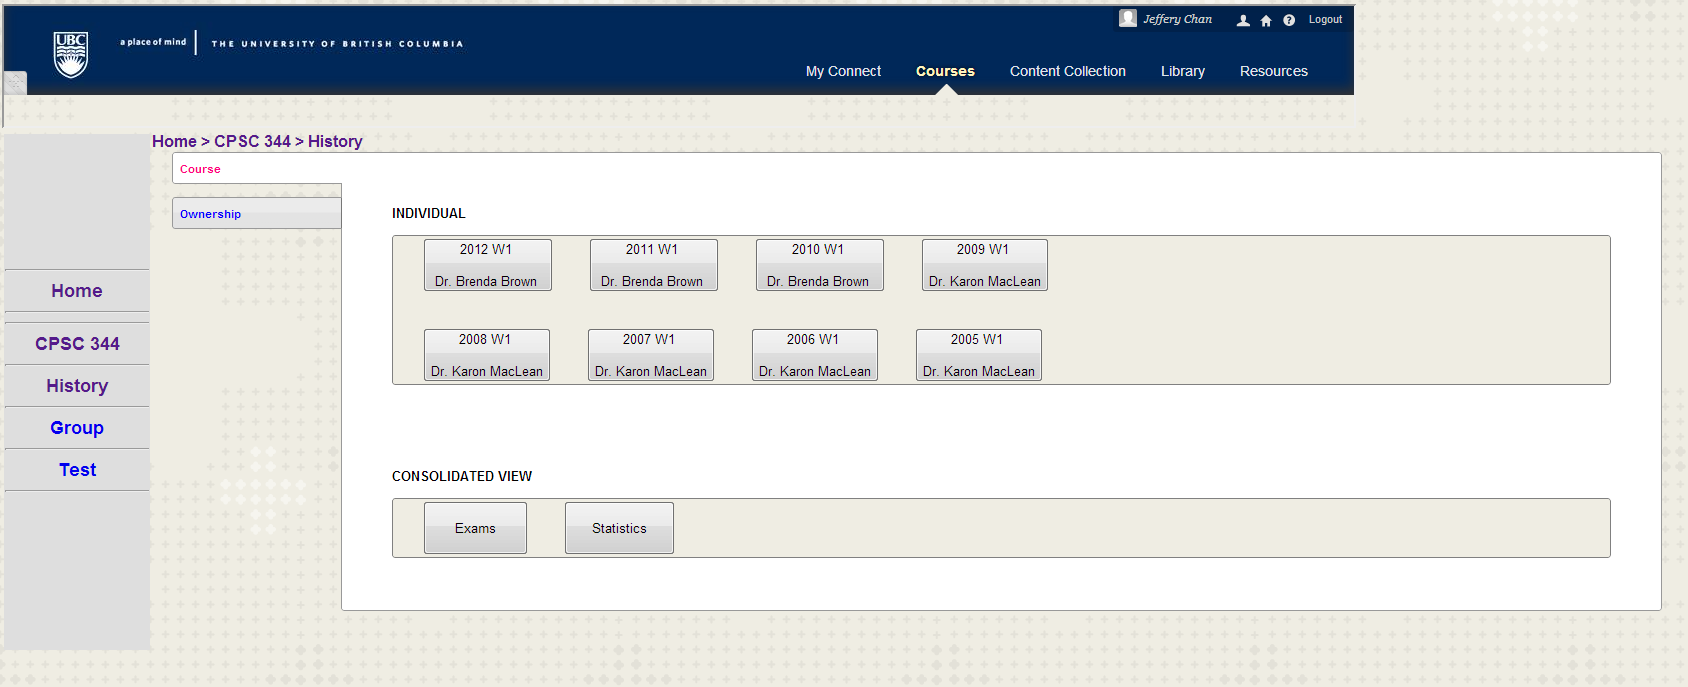 Jeffery Chan Logout
UBC
a place of mind THE UNIVERSITY OF BRITISH COLUMBIA
My Connect Courses Content Collection Library Resources
Home > CPSC 344 > History
Course
Ownership
Home
CPSC 344
History
Group
Test
INDIVIDUAL
2012 W1 2011 W1 2010 W1 2009 W1
Dr. Brenda Brown Dr. Brenda Brown Dr. Brenda Brown Dr. Karon MacLean
2008 W1 2007 W1 2006 W1 2005 W1
Dr. Karon MacLean Dr. Karon MacLean Dr. Karon MacLean Dr. Karon MacLean
CONSOLIDATED VIEW
Exams Statistics